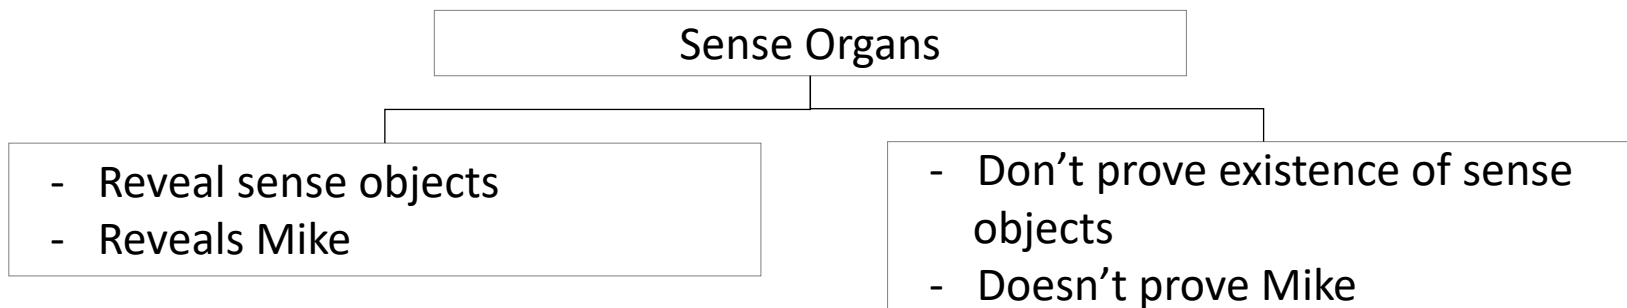 Sense Organs
- Reveal sense objects
- Reveals Mike
- Don’t prove existence of sense
objects
- Doesn’t prove Mike